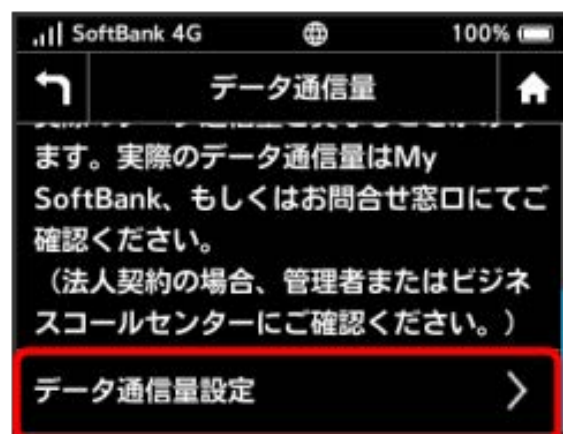 SoftBank 4G 100%
データ通信量
ます。実際のデータ通信量はMy
SoftBank、もしくはお問合せ窓口にてご
確認ください。
(法人契約の場合、管理者またはビジネ
スコールセンターにご確認ください。)
データ通信量設定